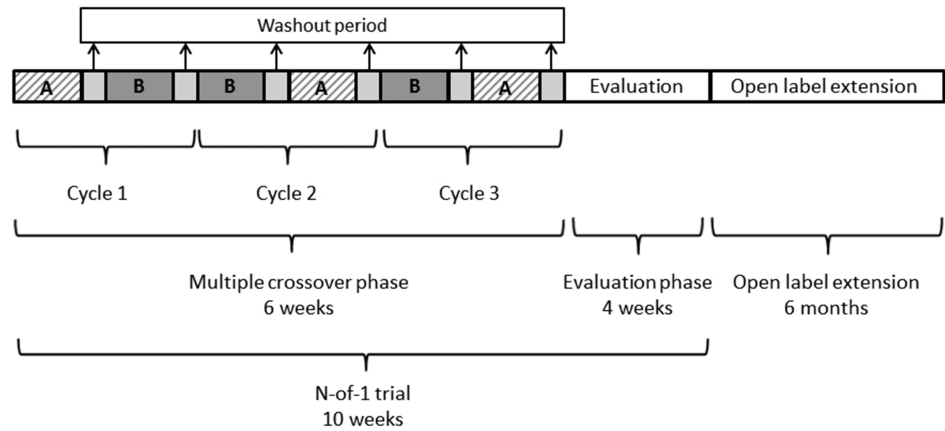 Washout period
A B B A B A Evaluation Open label extension
Cycle 1 Cycle 2 Cycle 3
Multiple crossover phase Evaluation phase Open label extension
6 weeks 4 weeks 6 months
N-of-1 trial
10 weeks